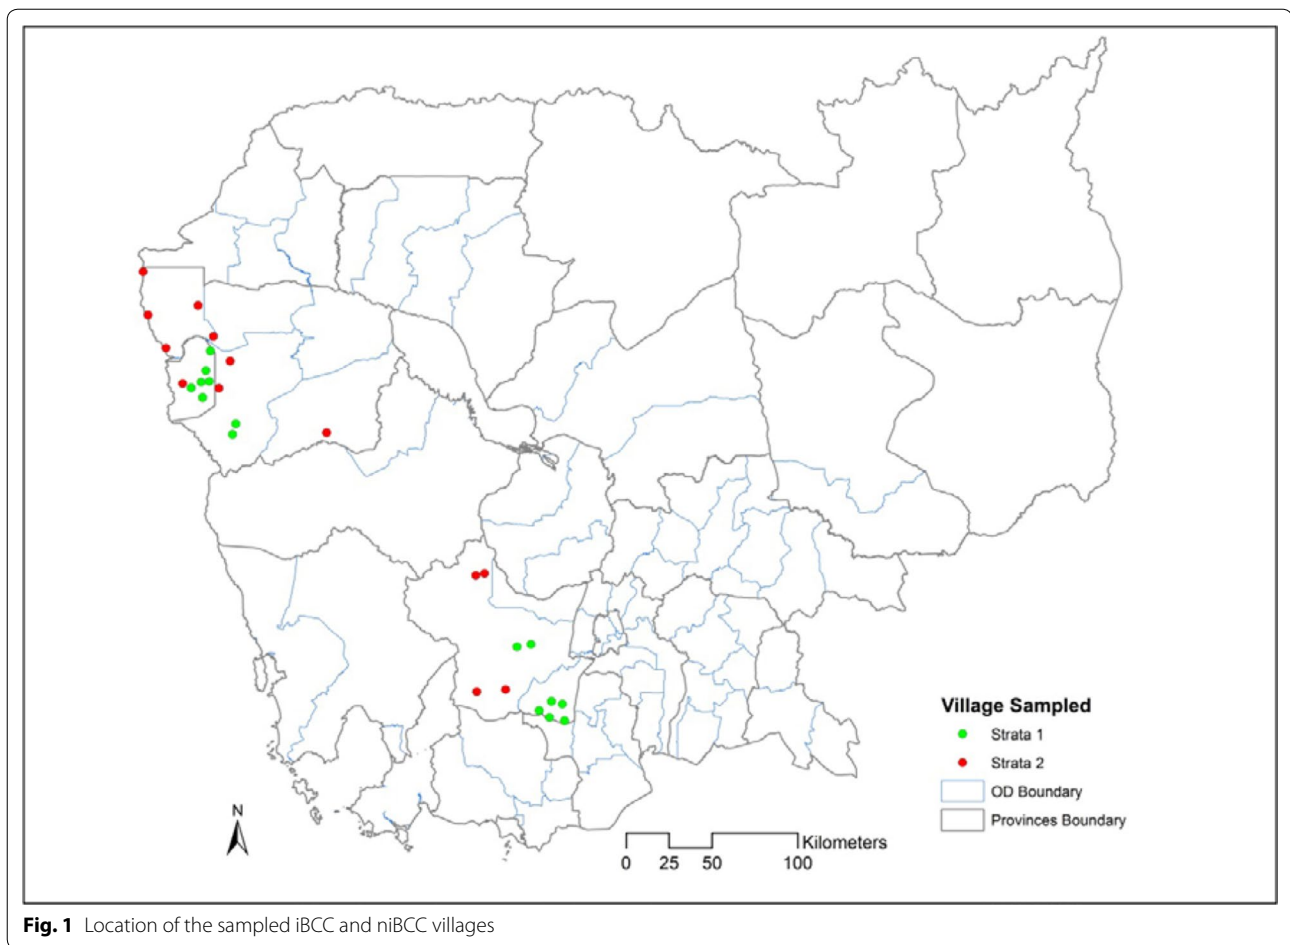 Village Sampled
Strata 1
Strata 2
OD Boundary
Provinces Boundary
N
Kilometers
0 25 50 100
Fig. 1 Location of the sampled iBCC and niBCC villages